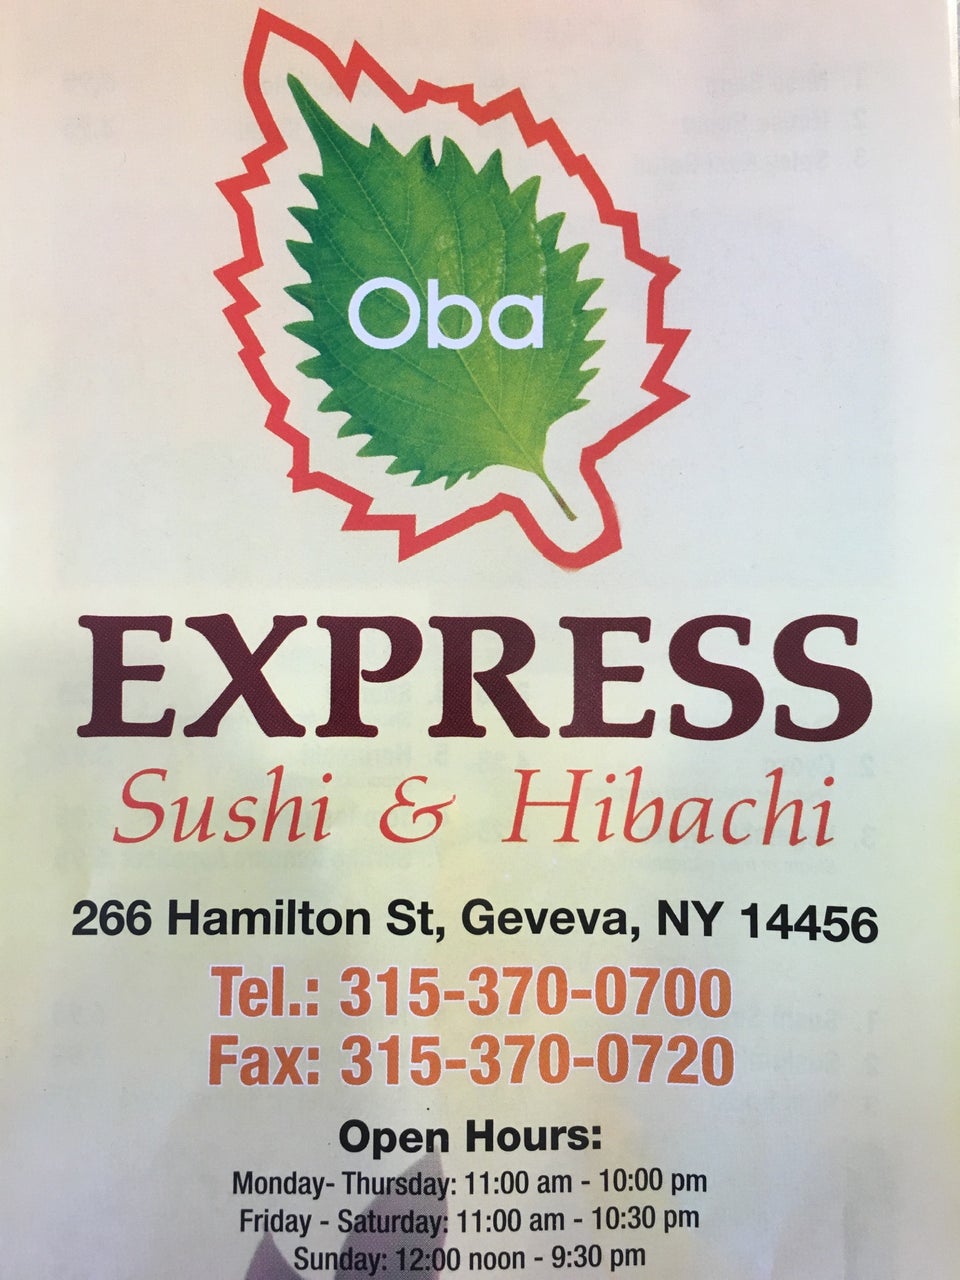 Oba
EXPRESS
Sushi & Hibachi
266 Hamilton St, Geveva, NY 14456
Tel.: 315-370-0700
Fax: 315-370-0720
Open Hours:
Monday- Thursday: 11:00 am - 10:00 pm
Friday - Saturday: 11:00 am - 10:30 pm
Sunday: 12:00 noon - 9:30 pm